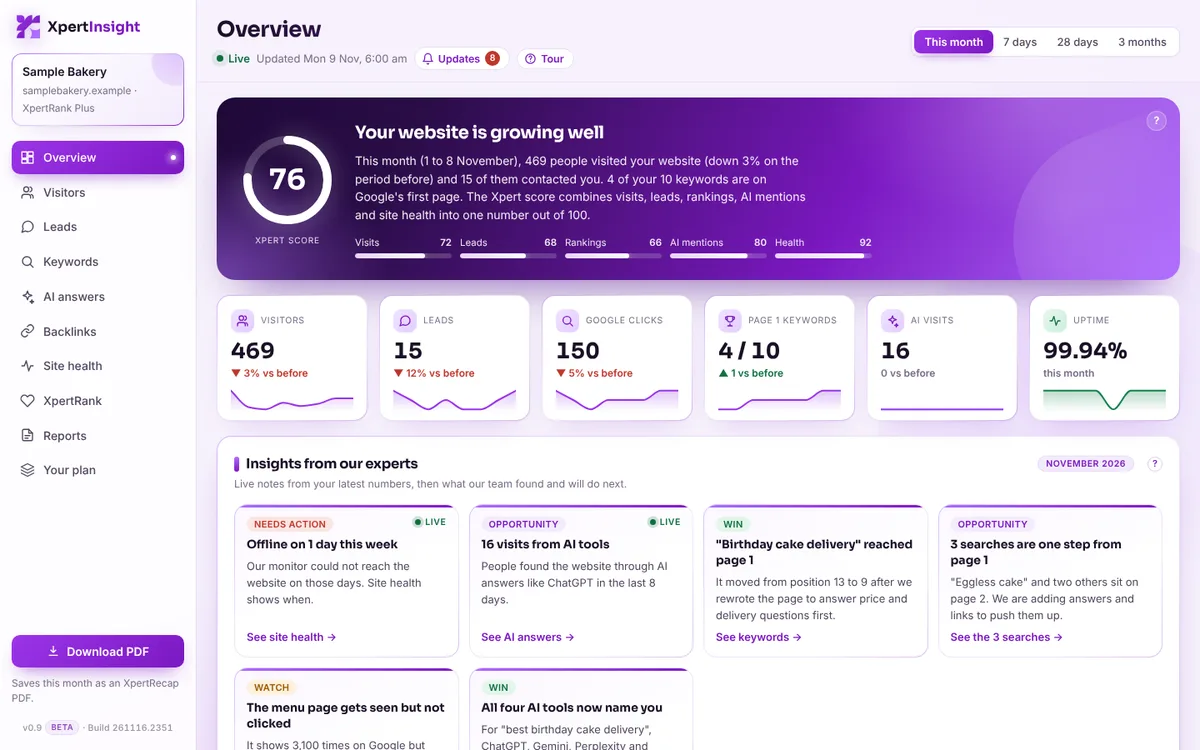 XpertInsight
Sample Bakery
samplebakery.example ·
XpertRank Plus
Overview
Visitors
Leads
Keywords
AI answers
Backlinks
Site health
XpertRank
Reports
Your plan
Download PDF
Saves this month as an XpertRecap
PDF.
v0.9 BETA · Build 261116.2351
Overview
Live Updated Mon 9 Nov, 6:00 am Updates 8 ? Tour
This month 7 days 28 days 3 months
76
XPERT SCORE
Your website is growing well
?
This month (1 to 8 November), 469 people visited your website (down 3% on the
period before) and 15 of them contacted you. 4 of your 10 keywords are on
Google's first page. The Xpert score combines visits, leads, rankings, AI mentions
and site health into one number out of 100.
Visits 72 Leads 68 Rankings 66 AI mentions 80 Health 92
VISITORS
469
▼ 3% vs before
LEADS
15
▼ 12% vs before
GOOGLE CLICKS
150
▼ 5% vs before
PAGE 1 KEYWORDS
4 / 10
▲ 1 vs before
AI VISITS
16
0 vs before
UPTIME
99.94%
this month
Insights from our experts
NOVEMBER 2026 ?
Live notes from your latest numbers, then what our team found and will do next.
NEEDS ACTION LIVE
Offline on 1 day this week
Our monitor could not reach the
website on those days. Site health
shows when.
See site health →
OPPORTUNITY LIVE
16 visits from AI tools
People found the website through AI
answers like ChatGPT in the last 8
days.
See AI answers →
WIN
"Birthday cake delivery" reached
page 1
It moved from position 13 to 9 after we
rewrote the page to answer price and
delivery questions first.
See keywords →
OPPORTUNITY
3 searches are one step from
page 1
"Eggless cake" and two others sit on
page 2. We are adding answers and
links to push them up.
See the 3 searches →
WATCH
The menu page gets seen but not
clicked
It shows 3,100 times on Google but
WIN
All four AI tools now name you
For "best birthday cake delivery",
ChatGPT, Gemini, Perplexity and